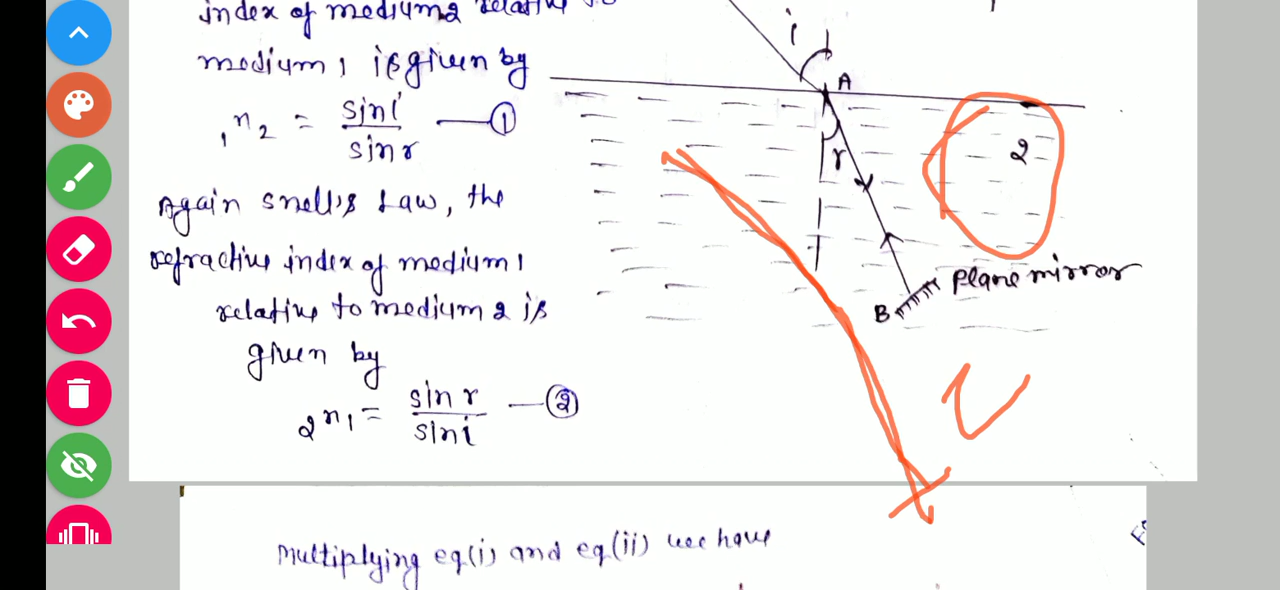 index of medium 2 relative to
medium 1 is given by
₁n₂ = sin i / sin r —①
Again snell's Law, the
refractive index of medium 1
relative to medium 2 is
given by
₂n₁ = sin r / sin i —②
i
A
r
2
B
Plane mirror
Multiplying eq(i) and eq(ii) we have